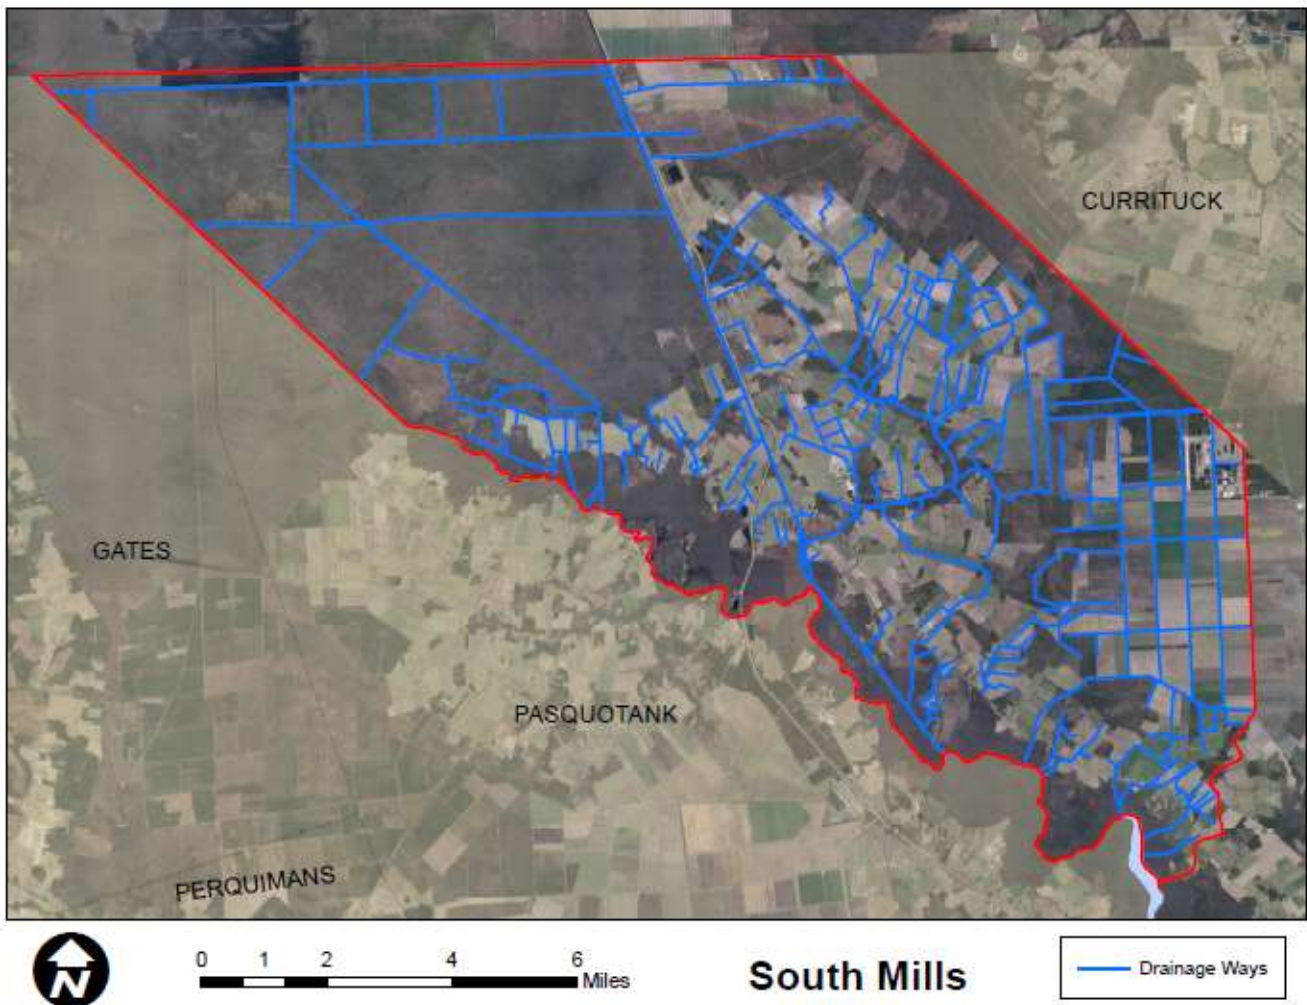 CURRITUCK
GATES
PASQUOTANK
PERQUIMANS
N
0 1 2 4 6
Miles
South Mills
Drainage Ways